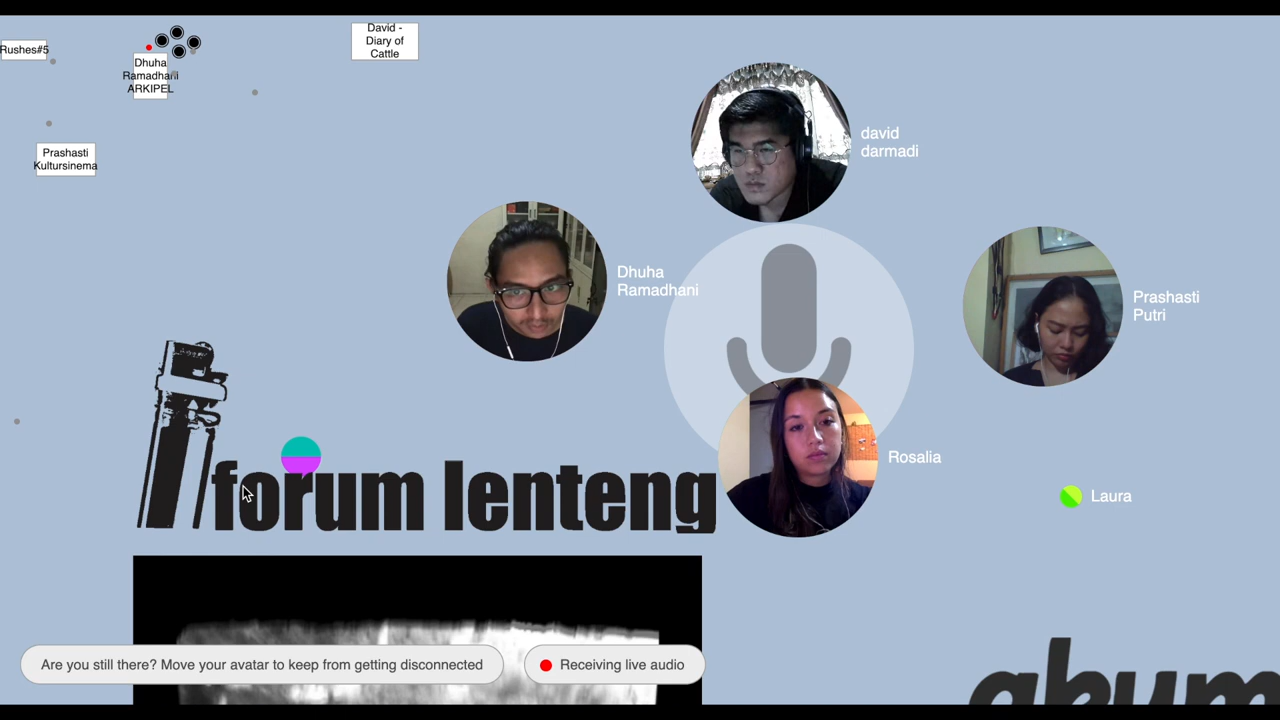 Rushes#5
Dhuha
Ramadhani
ARKIPEL
David -
Diary of
Cattle
Prashasti
Kultursinema
david
darmadi
Dhuha
Ramadhani
Prashasti
Putri
Rosalia
Laura
forum lenteng
Are you still there? Move your avatar to keep from getting disconnected
Receiving live audio